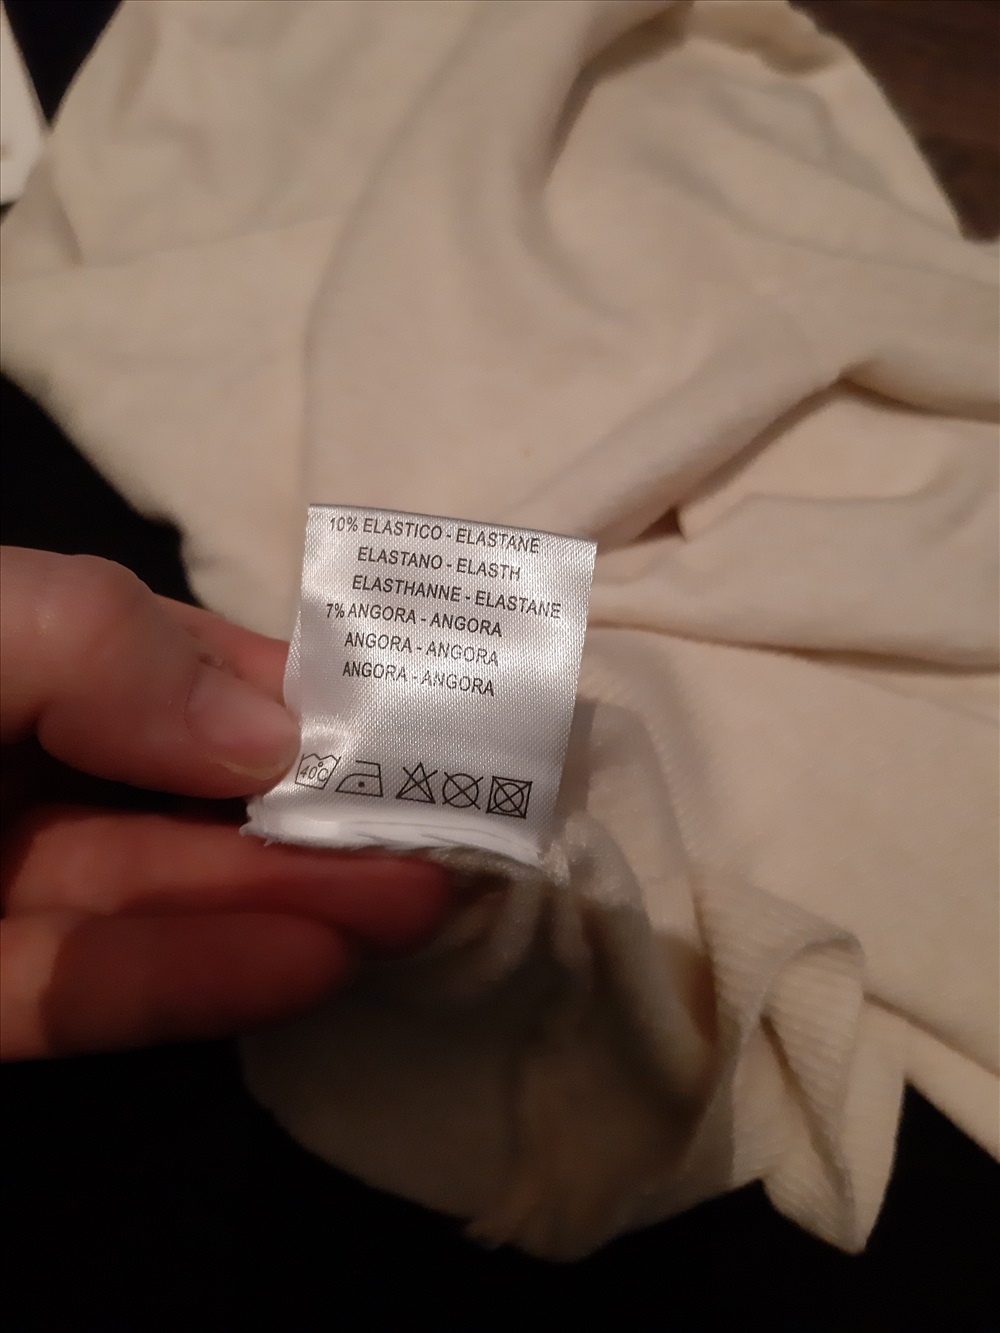 10% ELASTICO - ELASTANE
ELASTANO - ELASTH
ELASTHANNE - ELASTANE
7% ANGORA - ANGORA
ANGORA - ANGORA
ANGORA - ANGORA
40°C